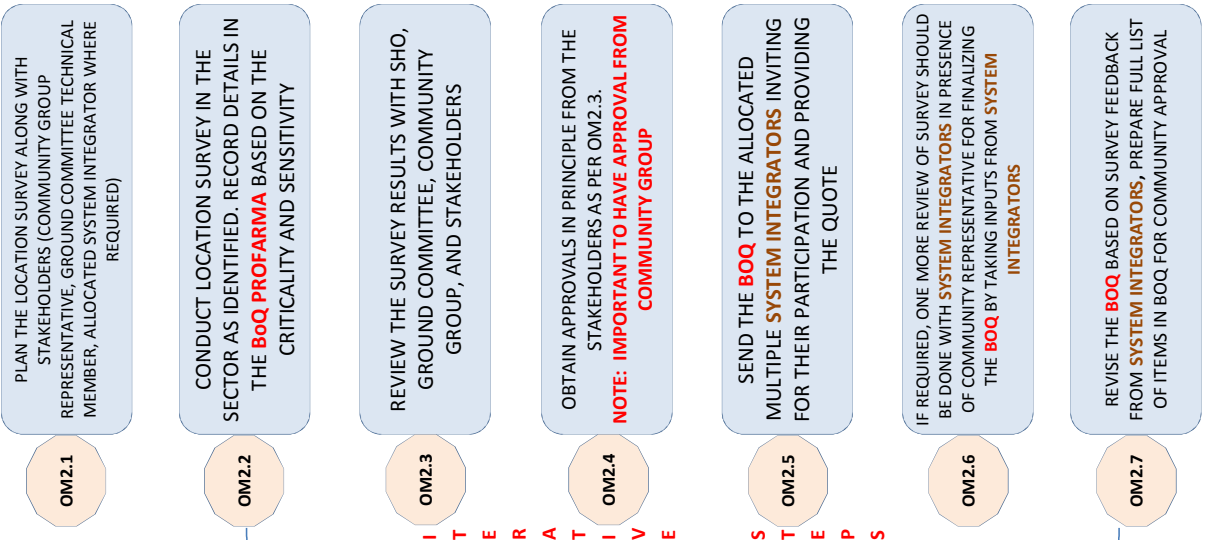 OM2.1
PLAN THE LOCATION SURVEY ALONG WITH
STAKEHOLDERS (COMMUNITY GROUP
REPRESENTATIVE, GROUND COMMITTEE TECHNICAL
MEMBER, ALLOCATED SYSTEM INTEGRATOR WHERE
REQUIRED)
OM2.2
CONDUCT LOCATION SURVEY IN THE
SECTOR AS IDENTIFIED. RECORD DETAILS IN
THE BoQ PROFARMA BASED ON THE
CRITICALITY AND SENSITIVITY
OM2.3
REVIEW THE SURVEY RESULTS WITH SHO,
GROUND COMMITTEE, COMMUNITY
GROUP, AND STAKEHOLDERS
OM2.4
OBTAIN APPROVALS IN PRINCIPLE FROM THE
STAKEHOLDERS AS PER OM2.3.
NOTE: IMPORTANT TO HAVE APPROVAL FROM
COMMUNITY GROUP
OM2.5
SEND THE BOQ TO THE ALLOCATED
MULTIPLE SYSTEM INTEGRATORS INVITING
FOR THEIR PARTICIPATION AND PROVIDING
THE QUOTE
OM2.6
IF REQUIRED, ONE MORE REVIEW OF SURVEY SHOULD
BE DONE WITH SYSTEM INTEGRATORS IN PRESENCE
OF COMMUNITY REPRESENTATIVE FOR FINALIZING
THE BOQ BY TAKING INPUTS FROM SYSTEM
INTEGRATORS
OM2.7
REVISE THE BOQ BASED ON SURVEY FEEDBACK
FROM SYSTEM INTEGRATORS, PREPARE FULL LIST
OF ITEMS IN BOQ FOR COMMUNITY APPROVAL
ITERATIVE STEPS